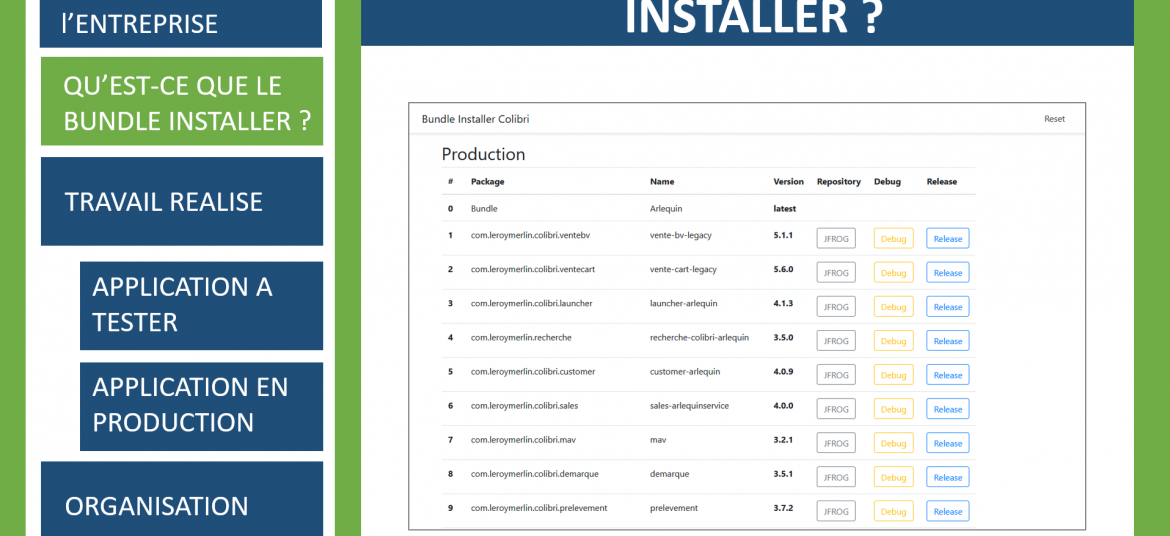 l'ENTREPRISE
QU'EST-CE QUE LE
BUNDLE INSTALLER ?
TRAVAIL REALISE
APPLICATION A
TESTER
APPLICATION EN
PRODUCTION
ORGANISATION
INSTALLER ?
Bundle Installer Colibri Reset
Production
# Package Name Version Repository Debug Release
0 Bundle Arlequin latest
1 com.leroymerlin.colibri.ventebv vente-bv-legacy 5.1.1 JFROG Debug Release
2 com.leroymerlin.colibri.ventecart vente-cart-legacy 5.6.0 JFROG Debug Release
3 com.leroymerlin.colibri.launcher launcher-arlequin 4.1.3 JFROG Debug Release
4 com.leroymerlin.recherche recherche-colibri-arlequin 3.5.0 JFROG Debug Release
5 com.leroymerlin.colibri.customer customer-arlequin 4.0.9 JFROG Debug Release
6 com.leroymerlin.colibri.sales sales-arlequinservice 4.0.0 JFROG Debug Release
7 com.leroymerlin.colibri.mav mav 3.2.1 JFROG Debug Release
8 com.leroymerlin.colibri.demarque demarque 3.5.1 JFROG Debug Release
9 com.leroymerlin.colibri.prelevement prelevement 3.7.2 JFROG Debug Release